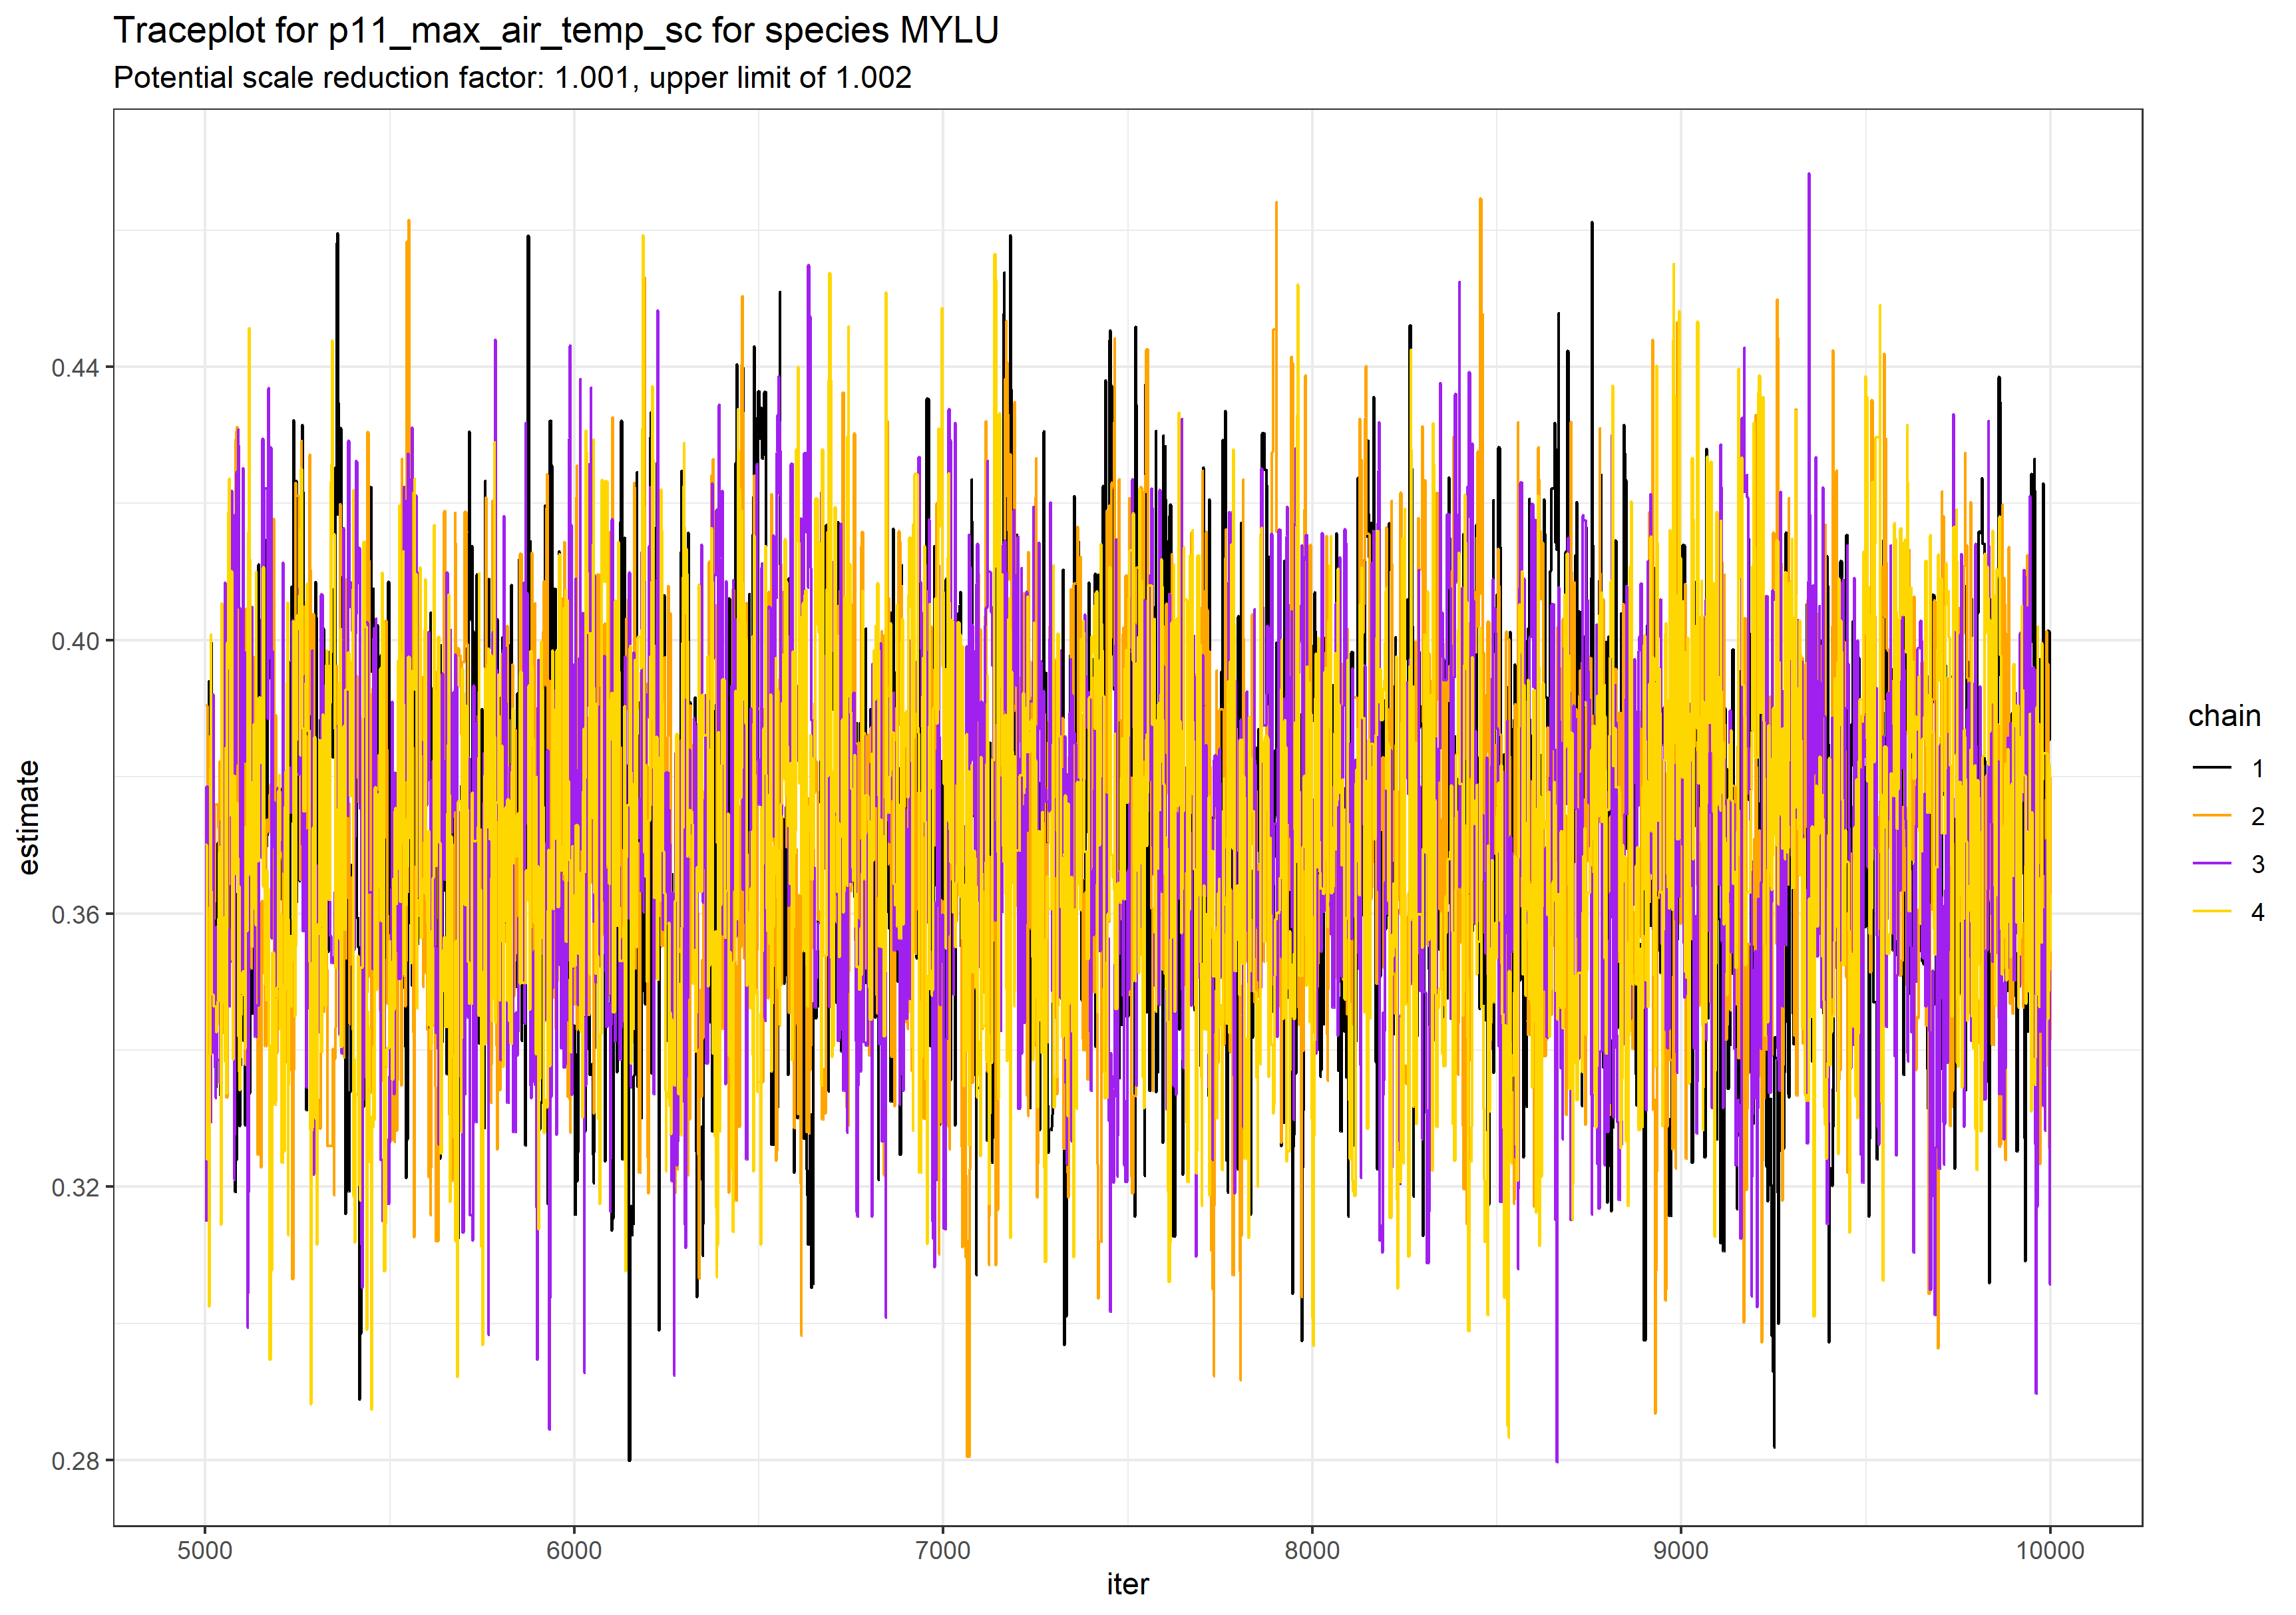 Traceplot for p11_max_air_temp_sc for species MYLU
Potential scale reduction factor: 1.001, upper limit of 1.002
estimate
0.44
0.40
0.36
0.32
0.28
5000 6000 7000 8000 9000 10000
iter
chain
1
2
3
4